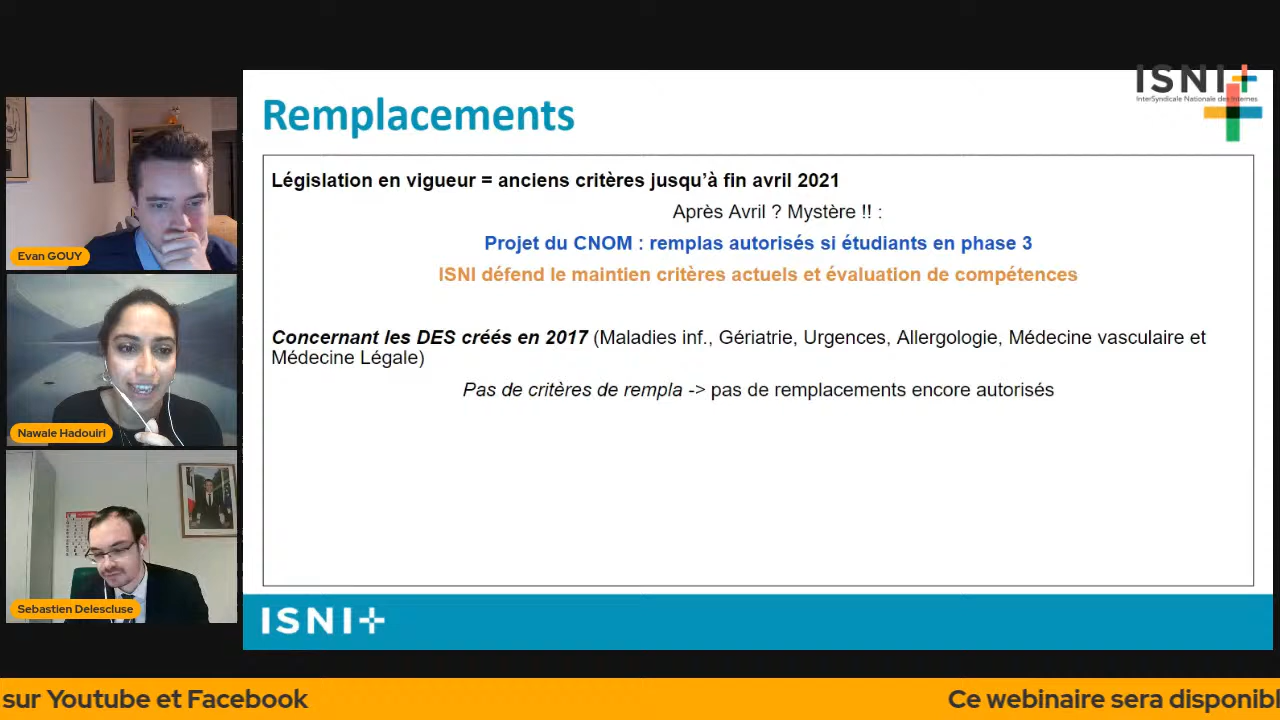 ISNI
InterSyndicale Nationale des Internes
Remplacements
Législation en vigueur = anciens critères jusqu'à fin avril 2021
Après Avril ? Mystère !! :
Projet du CNOM : remplas autorisés si étudiants en phase 3
ISNI défend le maintien critères actuels et évaluation de compétences
Concernant les DES créés en 2017 (Maladies inf., Gériatrie, Urgences, Allergologie, Médecine vasculaire et
Médecine Légale)
Pas de critères de rempla -> pas de remplacements encore autorisés
Evan GOUY
Nawale Hadouiri
Sebastien Delescluse
ISNI
sur Youtube et Facebook
Ce webinaire sera disponibl